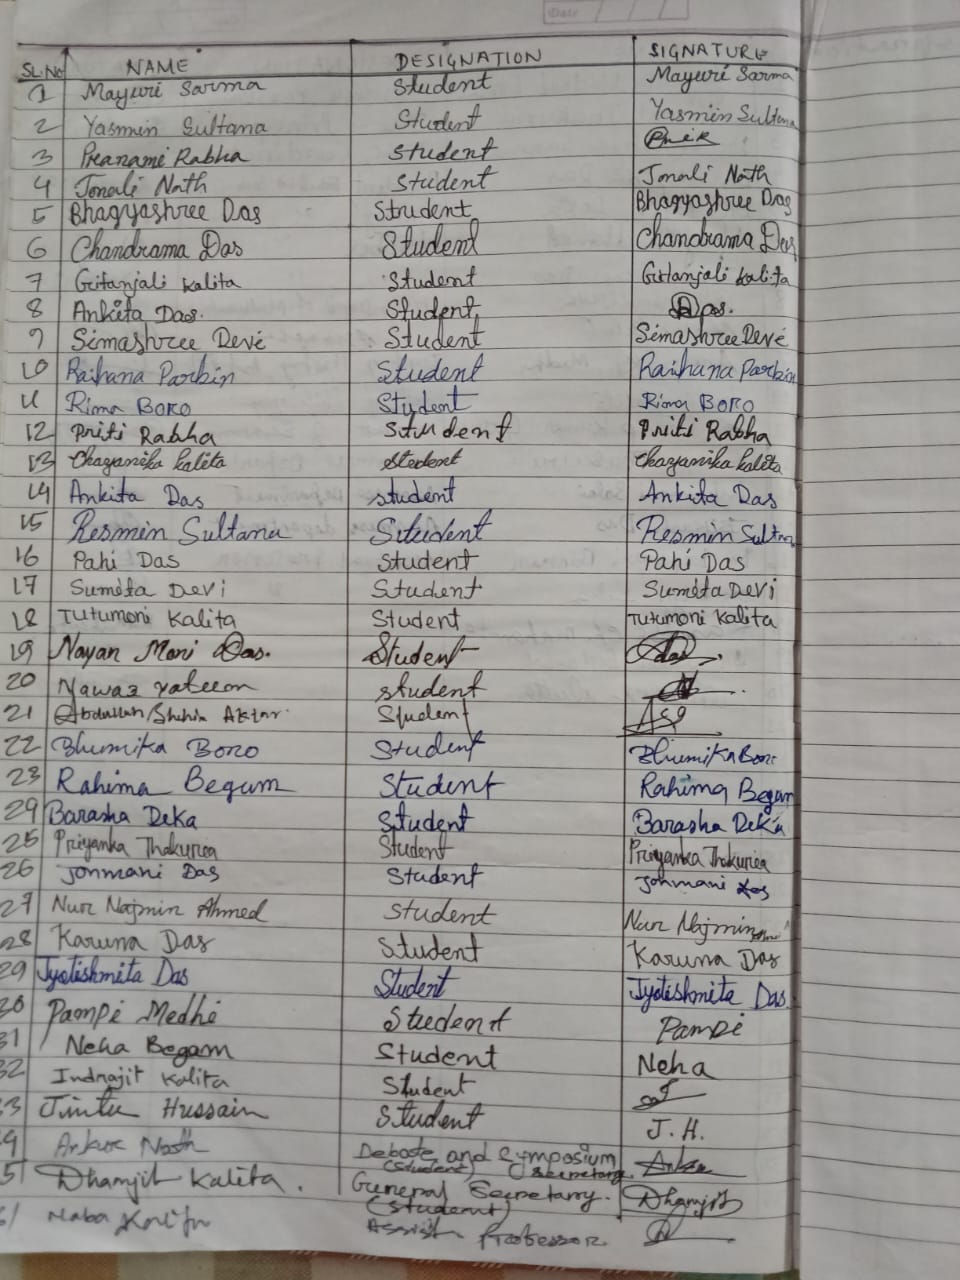 Date
SL.No NAME DESIGNATION SIGNATURE
1 Mayuri Sarma Student Mayuri Sarma
2 Yasmin Sultana Student Yasmin Sultana
3 Pranami Rabha Student
4 Jonali Nath Student Jonali Nath
5 Bhagyashree Das Student Bhagyashree Das
6 Chandrama Das Student Chandrama Das
7 Gitanjali Kalita Student Gitanjali Kalita
8 Ankita Das. Student Das.
9 Simashree Devi Student Simashree Devi
10 Raihana Parbin Student Raihana Parbin
11 Rima BORO Student Rima BORO
12 Priti Rabha Student Priti Rabha
13 Chayanika Kalita Student Chayanika Kalita
14 Ankita Das Student Ankita Das
15 Resmin Sultana Student Resmin Sultana
16 Pahi Das Student Pahi Das
17 Sumita Devi Student Sumita Devi
18 Tutumoni Kalita Student Tutumoni Kalita
19 Nayan Moni Das. Student Das
20 Nawaz Student
21 Abdullah Shehin Aktar. Student
22 Bhumika Boro Student Bhumika Boro
23 Rahima Begum Student Rahima Begum
24 Barasha Deka Student Barasha Deka
25 Priyanka Thakuria Student Priyanka Thakuria
26 Jonmani Das Student Jonmani Das
27 Nur Najmin Ahmed Student Nur Najmin
28 Karuna Das Student Karuna Das
29 Jyotishmita Das Student Jyotishmita Das
30 Pampi Medhi Student Pampi
31 Neha Begam Student Neha
32 Indrajit Kalita Student
33 Jintu Hussain Student J.H.
Nath Debate and Symposium
(Student) Secretary
Dhanjit Kalita. General Secretary. Dhanjit
(Student)
Naba Kalita Assist Professor